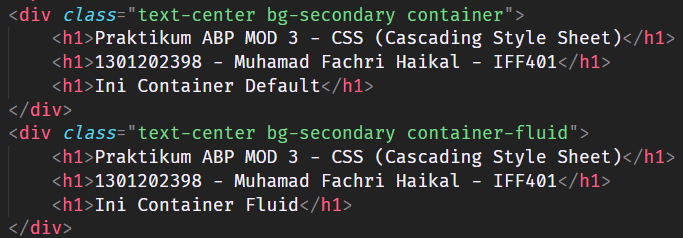 <div class="text-center bg-secondary container">
    <h1>Praktikum ABP MOD 3 - CSS (Cascading Style Sheet)</h1>
    <h1>1301202398 - Muhamad Fachri Haikal - IFF401</h1>
    <h1>Ini Container Default</h1>
</div>
<div class="text-center bg-secondary container-fluid">
    <h1>Praktikum ABP MOD 3 - CSS (Cascading Style Sheet)</h1>
    <h1>1301202398 - Muhamad Fachri Haikal - IFF401</h1>
    <h1>Ini Container Fluid</h1>
</div>